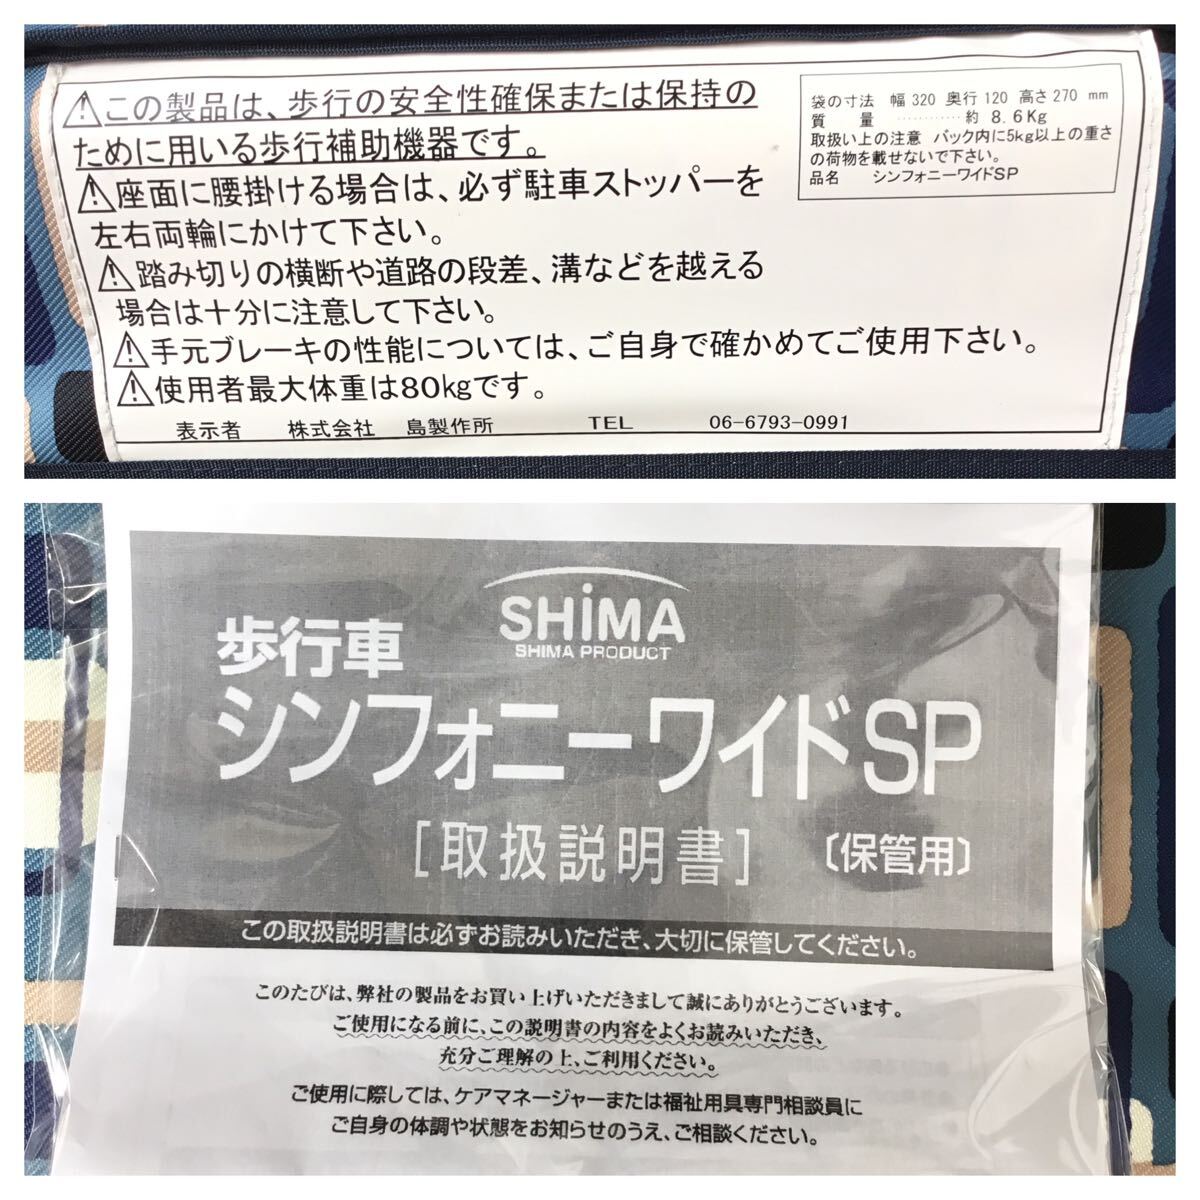 ⚠この製品は、歩行の安全性確保または保持の
ために用いる歩行補助機器です。
⚠座面に腰掛ける場合は、必ず駐車ストッパーを
左右両輪にかけて下さい。
⚠踏み切りの横断や道路の段差、溝などを越える
場合は十分に注意して下さい。
⚠手元ブレーキの性能については、ご自身で確かめてご使用下さい。
⚠使用者最大体重は80kgです。
表示者 株式会社 島製作所 TEL 06-6793-0991
袋の寸法 幅320 奥行120 高さ270 mm
質量 ………… 約 8.6Kg
取扱い上の注意 バック内に5kg以上の重さ
の荷物を載せないで下さい。
品名 シンフォニーワイドSP
SHiMA
SHIMA PRODUCT
歩行車
シンフォニーワイドSP
［取扱説明書］ 〔保管用〕
この取扱説明書は必ずお読みいただき、大切に保管してください。
このたびは、弊社の製品をお買い上げいただきまして誠にありがとうございます。
ご使用になる前に、この説明書の内容をよくお読みいただき、
充分ご理解の上、ご利用ください。
ご使用に際しては、ケアマネージャーまたは福祉用具専門相談員に
ご自身の体調や状態をお知らせのうえ、ご相談ください。